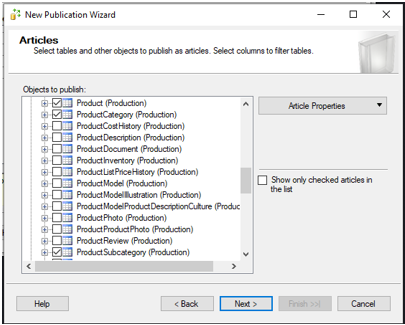 New Publication Wizard
Articles
Select tables and other objects to publish as articles. Select columns to filter tables.
Objects to publish:
Product (Production)
ProductCategory (Production)
ProductCostHistory (Production)
ProductDescription (Production)
ProductDocument (Production)
ProductInventory (Production)
ProductListPriceHistory (Production)
ProductModel (Production)
ProductModelIllustration (Production)
ProductModelProductDescriptionCulture (Produc
ProductPhoto (Production)
ProductProductPhoto (Production)
ProductReview (Production)
ProductSubcategory (Production)
Article Properties
Show only checked articles in
the list
Help
< Back
Next >
Finish >>|
Cancel